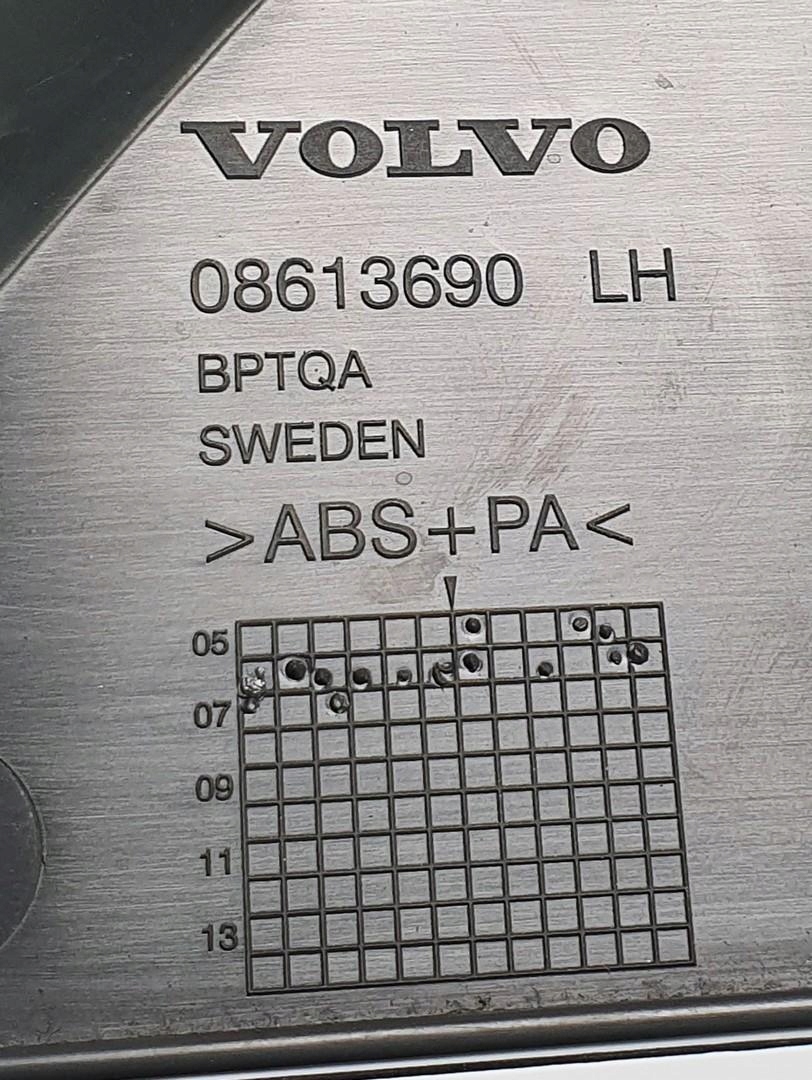 VOLVO
08613690 LH
BPTQA
SWEDEN
>ABS+PA<
05
07
09
11
13